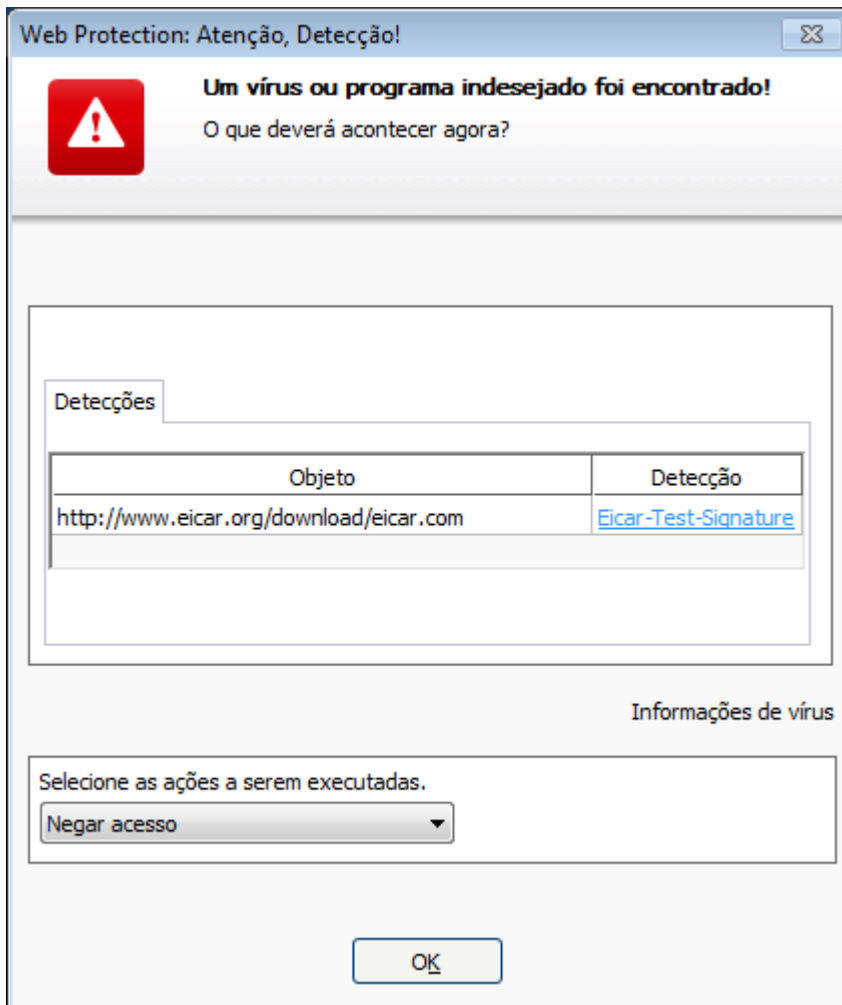 Web Protection: Atenção, Detecção!
Um vírus ou programa indesejado foi encontrado!
O que deverá acontecer agora?
Detecções
Objeto Detecção
http://www.eicar.org/download/eicar.com Eicar-Test-Signature
Informações de vírus
Selecione as ações a serem executadas.
Negar acesso
OK